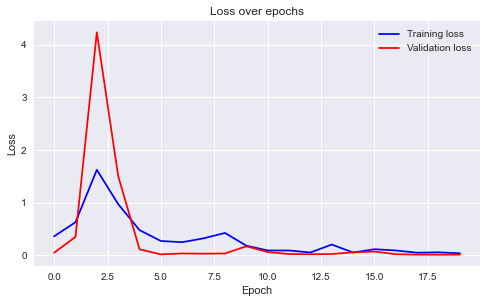 Loss over epochs
Training loss
Validation loss
4
3
2
1
0
Loss
0.0 2.5 5.0 7.5 10.0 12.5 15.0 17.5
Epoch